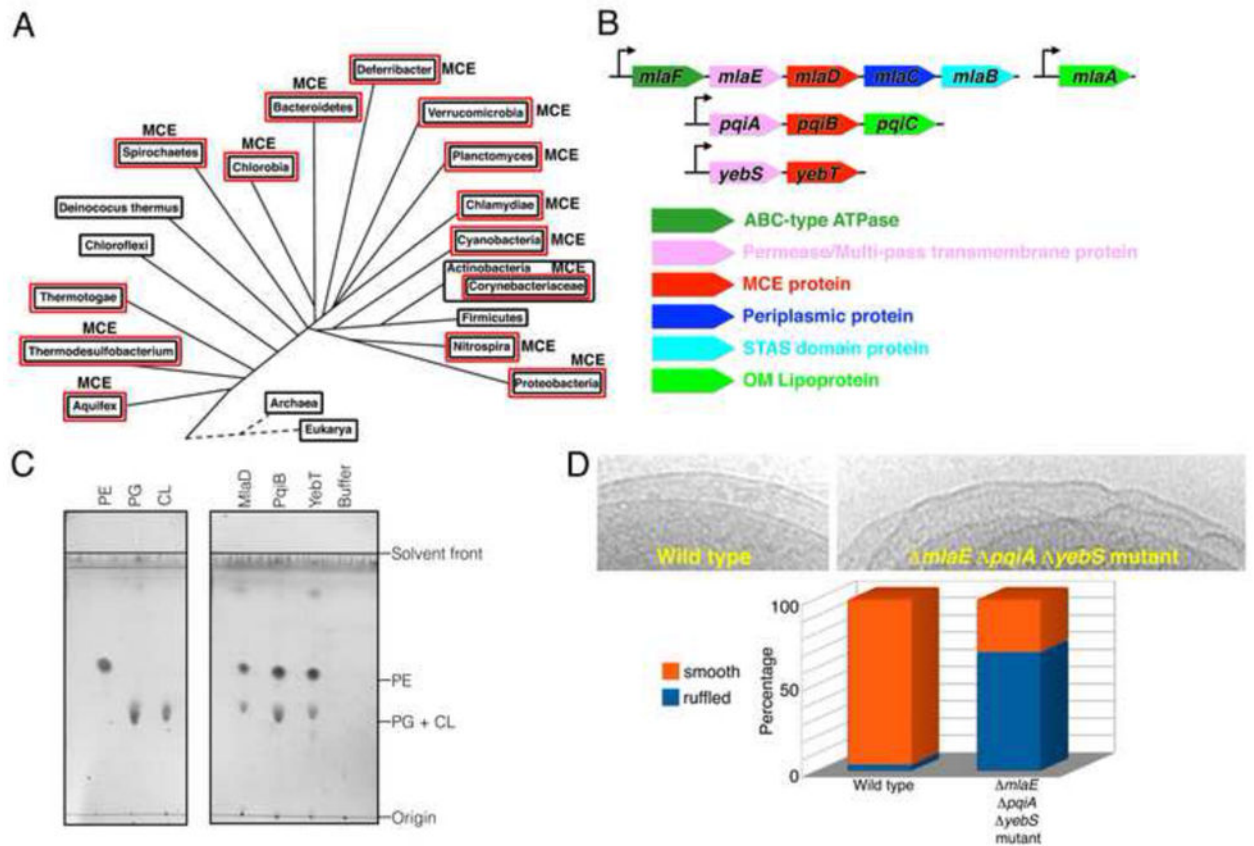 A
Deferribacter MCE
MCE
Bacteroidetes
Verrucomicrobia MCE
MCE
Spirochaetes
MCE
Chlorobia
Planctomyces MCE
Deinococus thermus
Chlamydiae MCE
Chloroflexi
Cyanobacteria MCE
Actinobacteria MCE
Corynebacteriaceae
Thermotogae
Firmicutes
MCE
Thermodesulfobacterium
Nitrospira MCE
MCE
Proteobacteria
MCE
Aquifex
Archaea
Eukarya
B
mlaF mlaE mlaD mlaC mlaB mlaA
pqiA pqiB pqiC
yebS yebT
ABC-type ATPase
Permease/Multi-pass transmembrane protein
MCE protein
Periplasmic protein
STAS domain protein
OM Lipoprotein
C
PE PG CL MlaD PqiB YebT Buffer
Solvent front
PE
PG + CL
Origin
D
Wild type
ΔmlaE ΔpqiA ΔyebS mutant
100
50
0
Percentage
smooth
ruffled
Wild type
ΔmlaE
ΔpqiA
ΔyebS
mutant